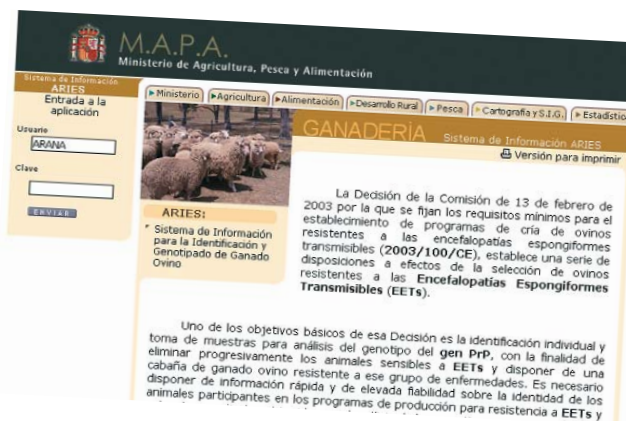 M.A.P.A.
Ministerio de Agricultura, Pesca y Alimentación
Sistema de Información
ARIES
Entrada a la
aplicación
Usuario
ARANA
Clave
ENVIAR
Ministerio
Agricultura
Alimentación
Desarrollo Rural
Pesca
Cartografía y S.I.G.
Estadístic
GANADERÍA
Sistema de Información ARIES
Versión para imprimir
ARIES:
Sistema de Información
para la Identificación y
Genotipado de Ganado
Ovino
La Decisión de la Comisión de 13 de febrero de
2003 por la que se fijan los requisitos mínimos para el
establecimiento de programas de cría de ovinos
resistentes a las encefalopatías espongiformes
transmisibles (2003/100/CE), establece una serie de
disposiciones a efectos de la selección de ovinos
resistentes a las Encefalopatías Espongiformes
Transmisibles (EETs).
Uno de los objetivos básicos de esa Decisión es la identificación individual y
toma de muestras para análisis del genotipo del gen PrP, con la finalidad de
eliminar progresivamente los animales sensibles a EETs y disponer de una
cabaña de ganado ovino resistente a ese grupo de enfermedades. Es necesario
disponer de información rápida y de elevada fiabilidad sobre la identidad de los
animales participantes en los programas de producción para resistencia a EETs y